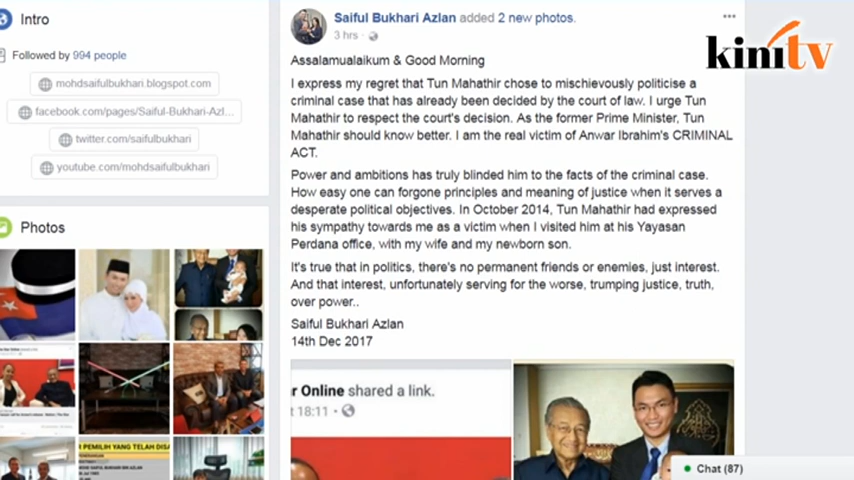 Intro
Followed by 994 people
mohdsaifulbukhari.blogspot.com
facebook.com/pages/Saiful-Bukhari-Azl...
twitter.com/saifulbukhari
youtube.com/mohdsaifulbukhari
Photos
PEMILIH YANG TELAH DISA
Saiful Bukhari Azlan added 2 new photos.
3 hrs ·
Assalamualaikum & Good Morning
I express my regret that Tun Mahathir chose to mischievously politicise a
criminal case that has already been decided by the court of law. I urge Tun
Mahathir to respect the court's decision. As the former Prime Minister, Tun
Mahathir should know better. I am the real victim of Anwar Ibrahim's CRIMINAL
ACT.
Power and ambitions has truly blinded him to the facts of the criminal case.
How easy one can forgone principles and meaning of justice when it serves a
desperate political objectives. In October 2014, Tun Mahathir had expressed
his sympathy towards me as a victim when I visited him at his Yayasan
Perdana office, with my wife and my newborn son.
It's true that in politics, there's no permanent friends or enemies, just interest.
And that interest, unfortunately serving for the worse, trumping justice, truth,
over power..
Saiful Bukhari Azlan
14th Dec 2017
ar Online shared a link.
t 18:11 ·
kinitv
Chat (87)